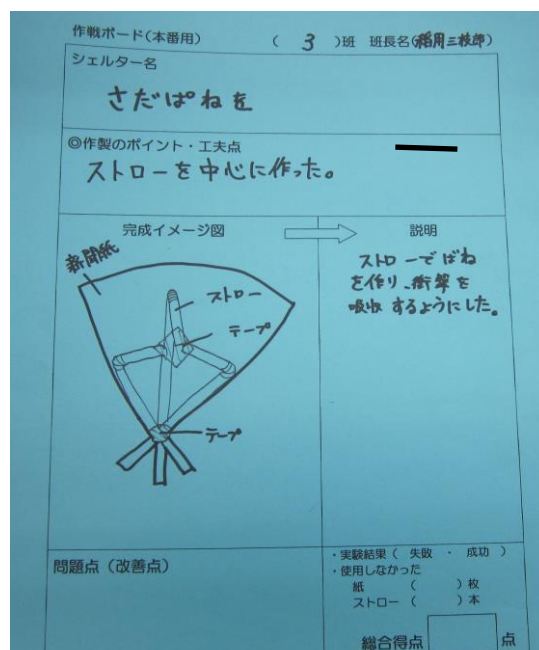 作戦ボード(本番用) ( 3 )班 班長名(稲用三枝郎)
シェルター名
さだぱねを
◎作製のポイント・工夫点
ストローを中心に作った。
完成イメージ図
新聞紙
ストロー
テープ
テープ
説明
ストローでばね
を作り、衝撃を
吸収するようにした。
問題点(改善点)
・実験結果( 失敗 ・ 成功 )
・使用しなかった
紙 ( )枚
ストロー ( )本
総合得点 点